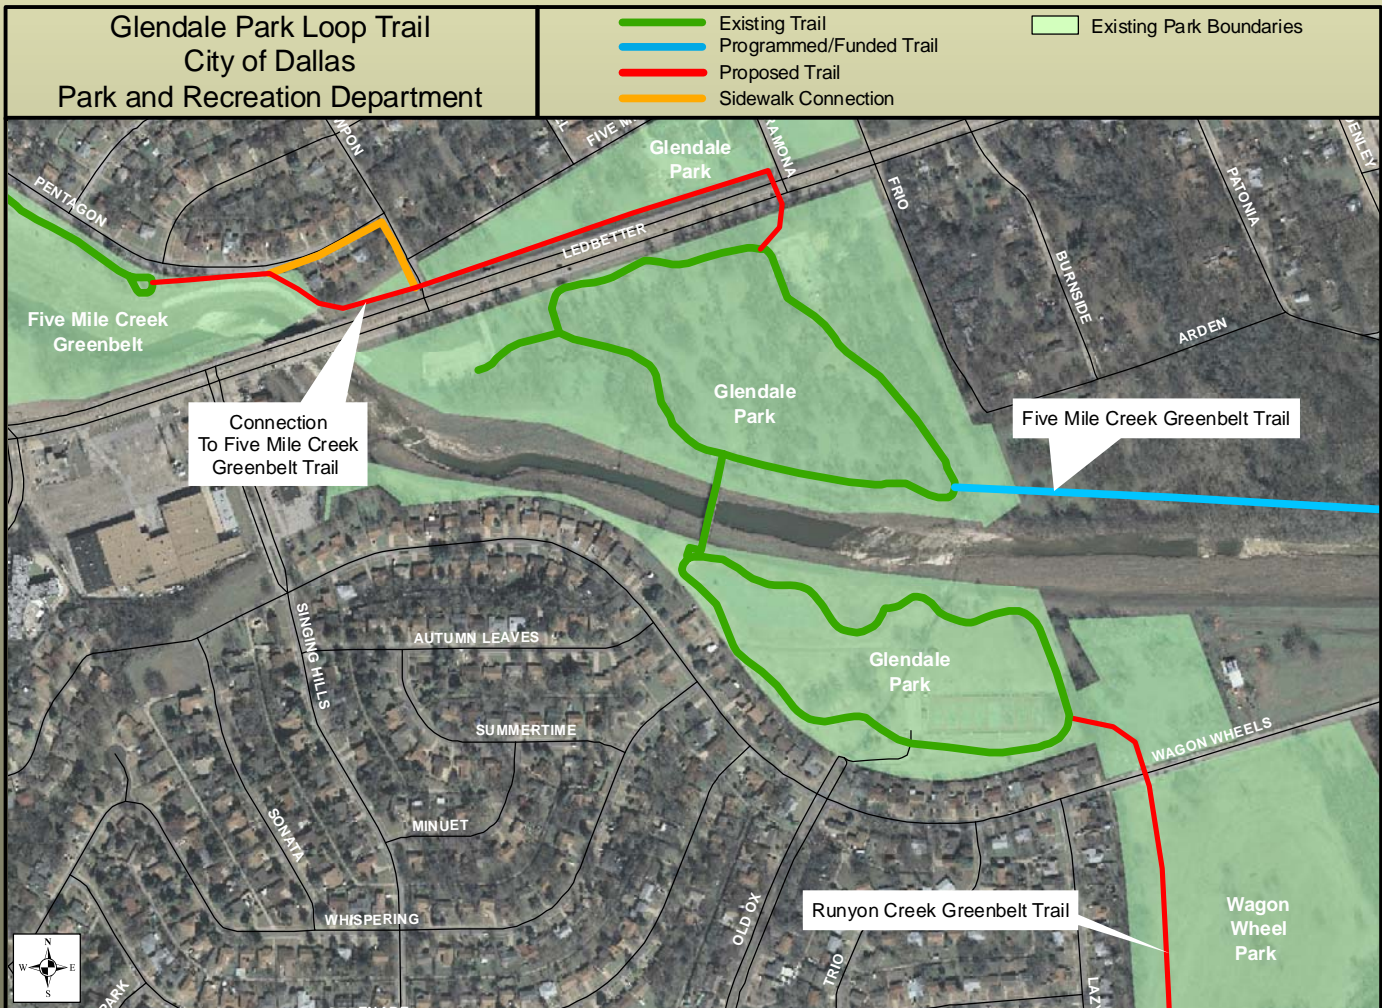 Glendale Park Loop Trail
City of Dallas
Park and Recreation Department
Existing Trail
Programmed/Funded Trail
Proposed Trail
Sidewalk Connection
Existing Park Boundaries
FIVE
RAMONA
Glendale
Park
PENTAGON
FRIO
PATONIA
DENLEY
LEDBETTER
BURNSIDE
Five Mile Creek
Greenbelt
ARDEN
Glendale
Park
Connection
To Five Mile Creek
Greenbelt Trail
Five Mile Creek Greenbelt Trail
SINGING HILLS
AUTUMN LEAVES
Glendale
Park
SUMMERTIME
WAGON WHEELS
SONATA
MINUET
WHISPERING
OLD OX
Runyon Creek Greenbelt Trail
Wagon
Wheel
Park
TRIO
PARK
N
W E
S